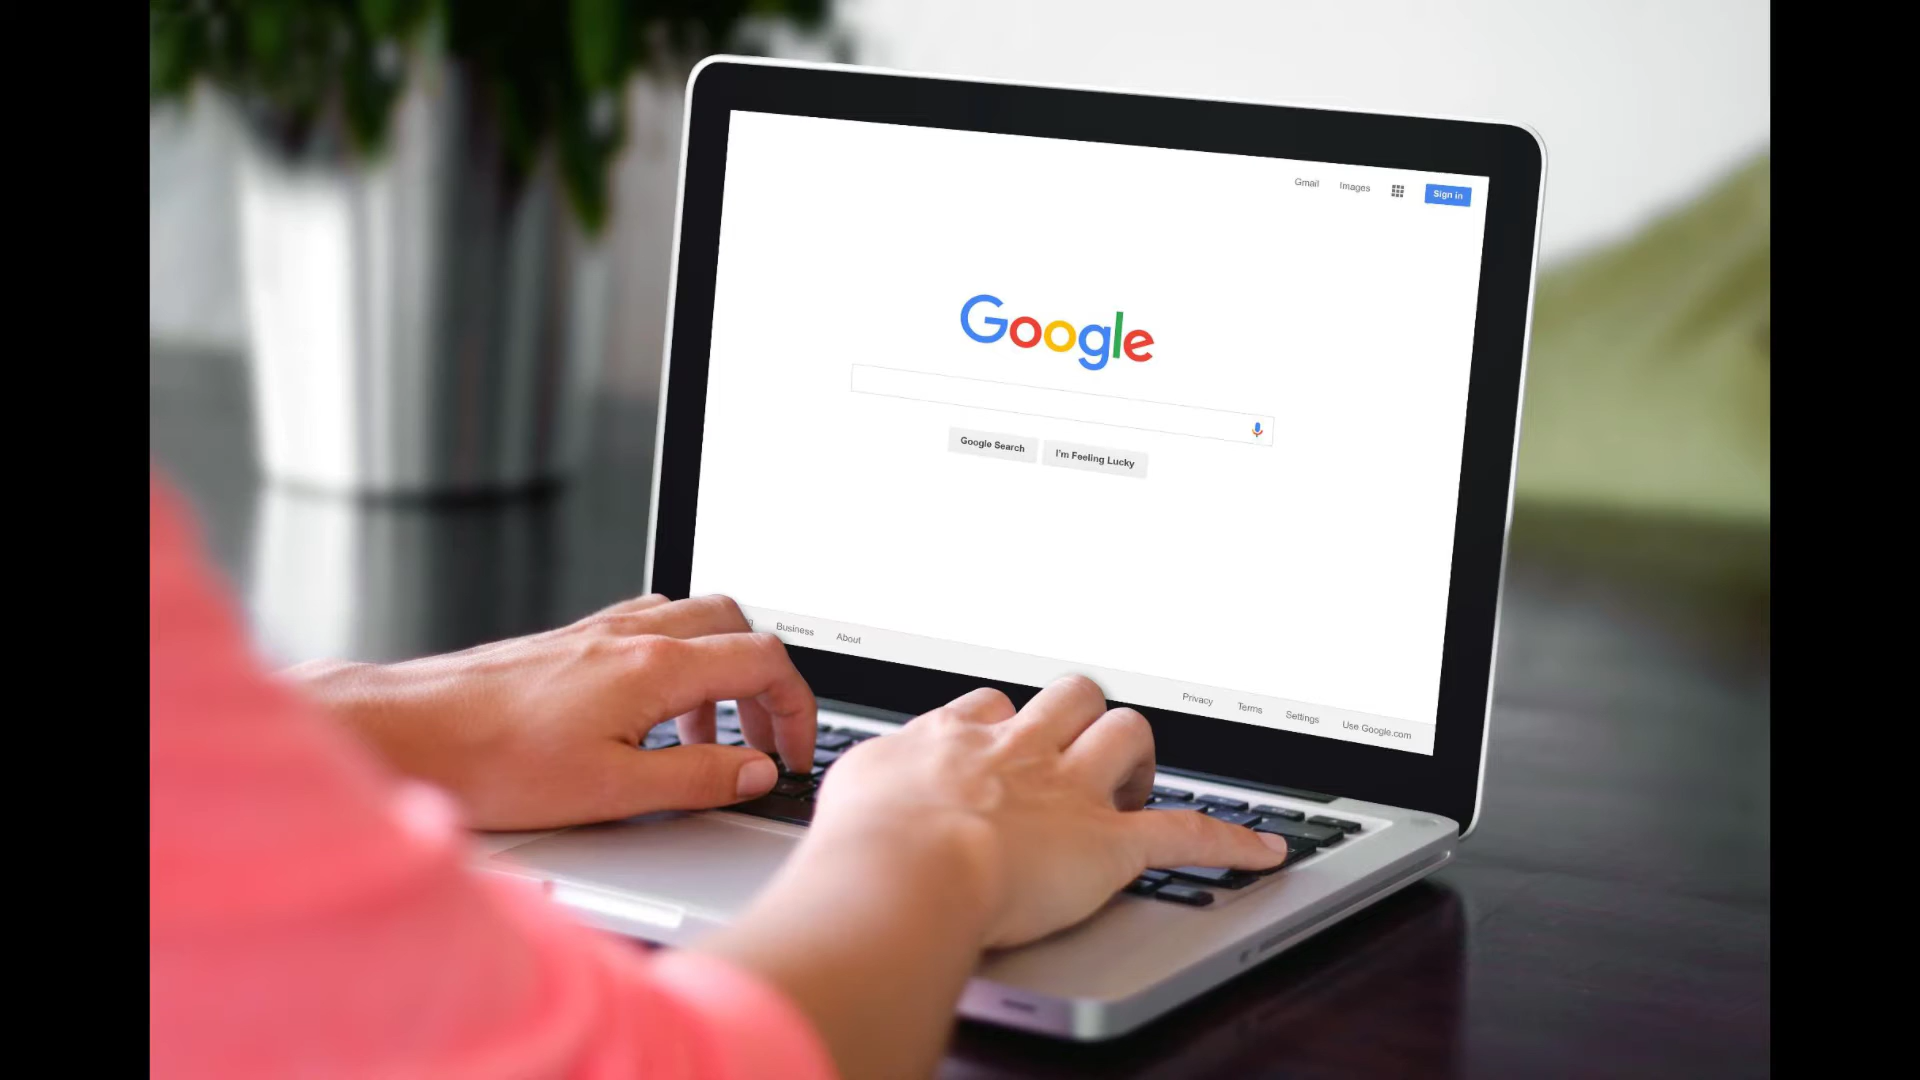 Gmail Images Sign in
Google
Google Search I'm Feeling Lucky
Business About
Privacy Terms Settings Use Google.com